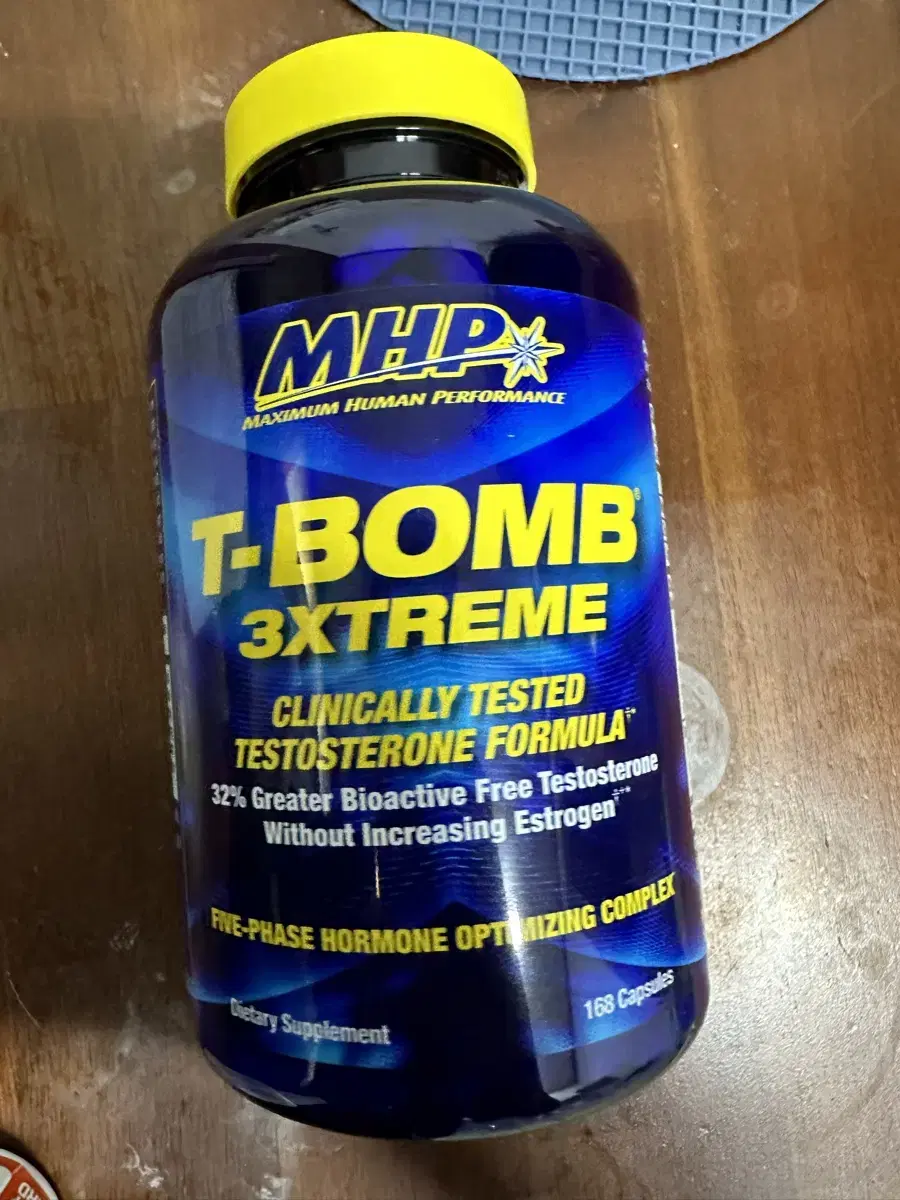 MHP
MAXIMUM HUMAN PERFORMANCE
T-BOMB®
3XTREME
CLINICALLY TESTED
TESTOSTERONE FORMULA‡*
32% Greater Bioactive Free Testosterone
Without Increasing Estrogen‡**
FIVE-PHASE HORMONE OPTIMIZING COMPLEX
Dietary Supplement
168 Capsules